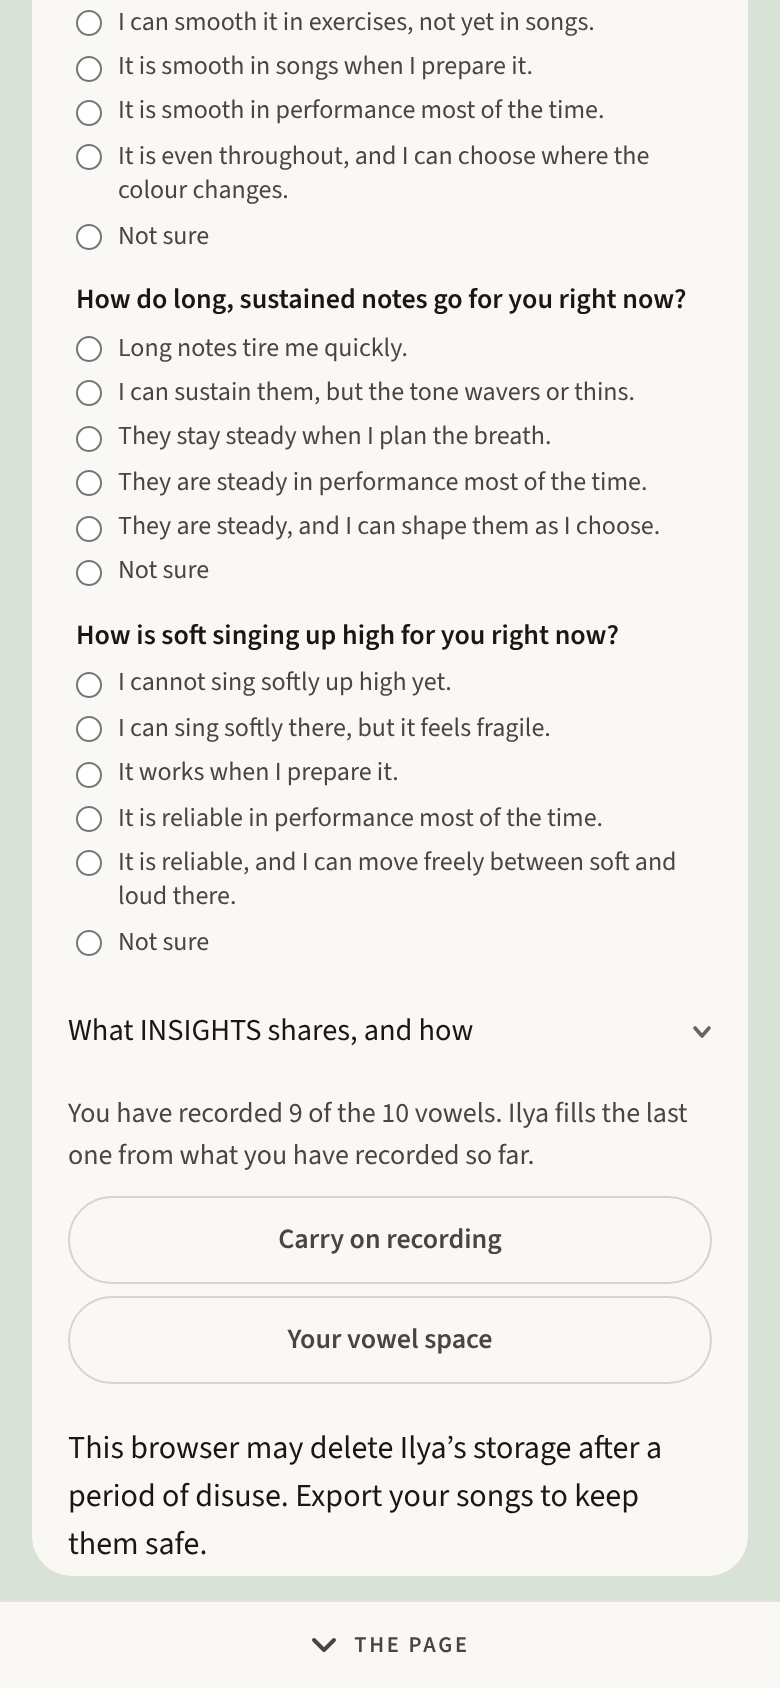 I can smooth it in exercises, not yet in songs.
It is smooth in songs when I prepare it.
It is smooth in performance most of the time.
It is even throughout, and I can choose where the
colour changes.
Not sure
How do long, sustained notes go for you right now?
Long notes tire me quickly.
I can sustain them, but the tone wavers or thins.
They stay steady when I plan the breath.
They are steady in performance most of the time.
They are steady, and I can shape them as I choose.
Not sure
How is soft singing up high for you right now?
I cannot sing softly up high yet.
I can sing softly there, but it feels fragile.
It works when I prepare it.
It is reliable in performance most of the time.
It is reliable, and I can move freely between soft and
loud there.
Not sure
What INSIGHTS shares, and how
You have recorded 9 of the 10 vowels. Ilya fills the last
one from what you have recorded so far.
Carry on recording
Your vowel space
This browser may delete Ilya’s storage after a
period of disuse. Export your songs to keep
them safe.
THE PAGE